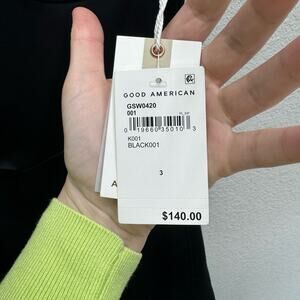 GOOD AMERICAN
GSW0420
001
0 19660 35010 3
K001
BLACK001
3
$140.00
A